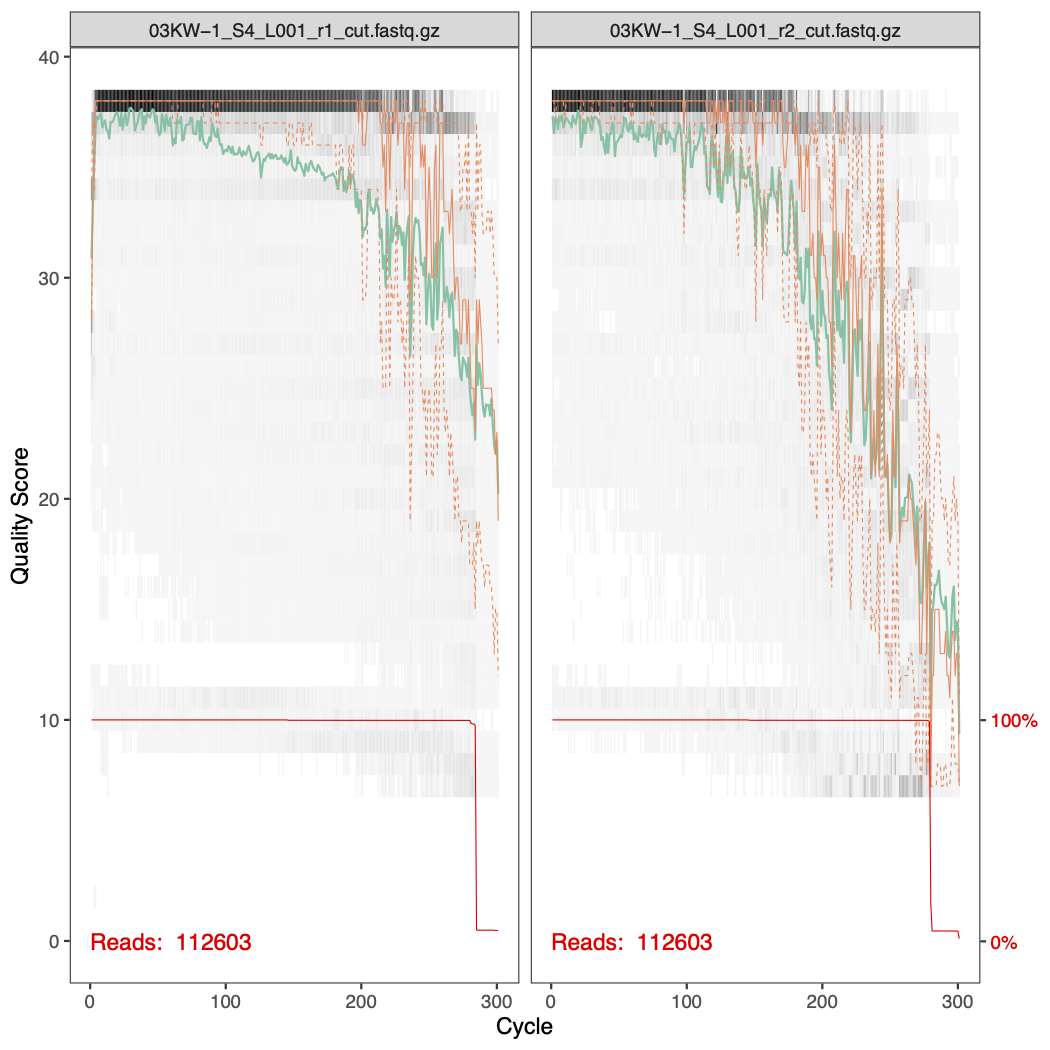 03KW−1_S4_L001_r1_cut.fastq.gz
03KW−1_S4_L001_r2_cut.fastq.gz
40
30
20
10
0
Quality Score
100%
0%
Reads: 112603
Reads: 112603
0 100 200 300
0 100 200 300
Cycle